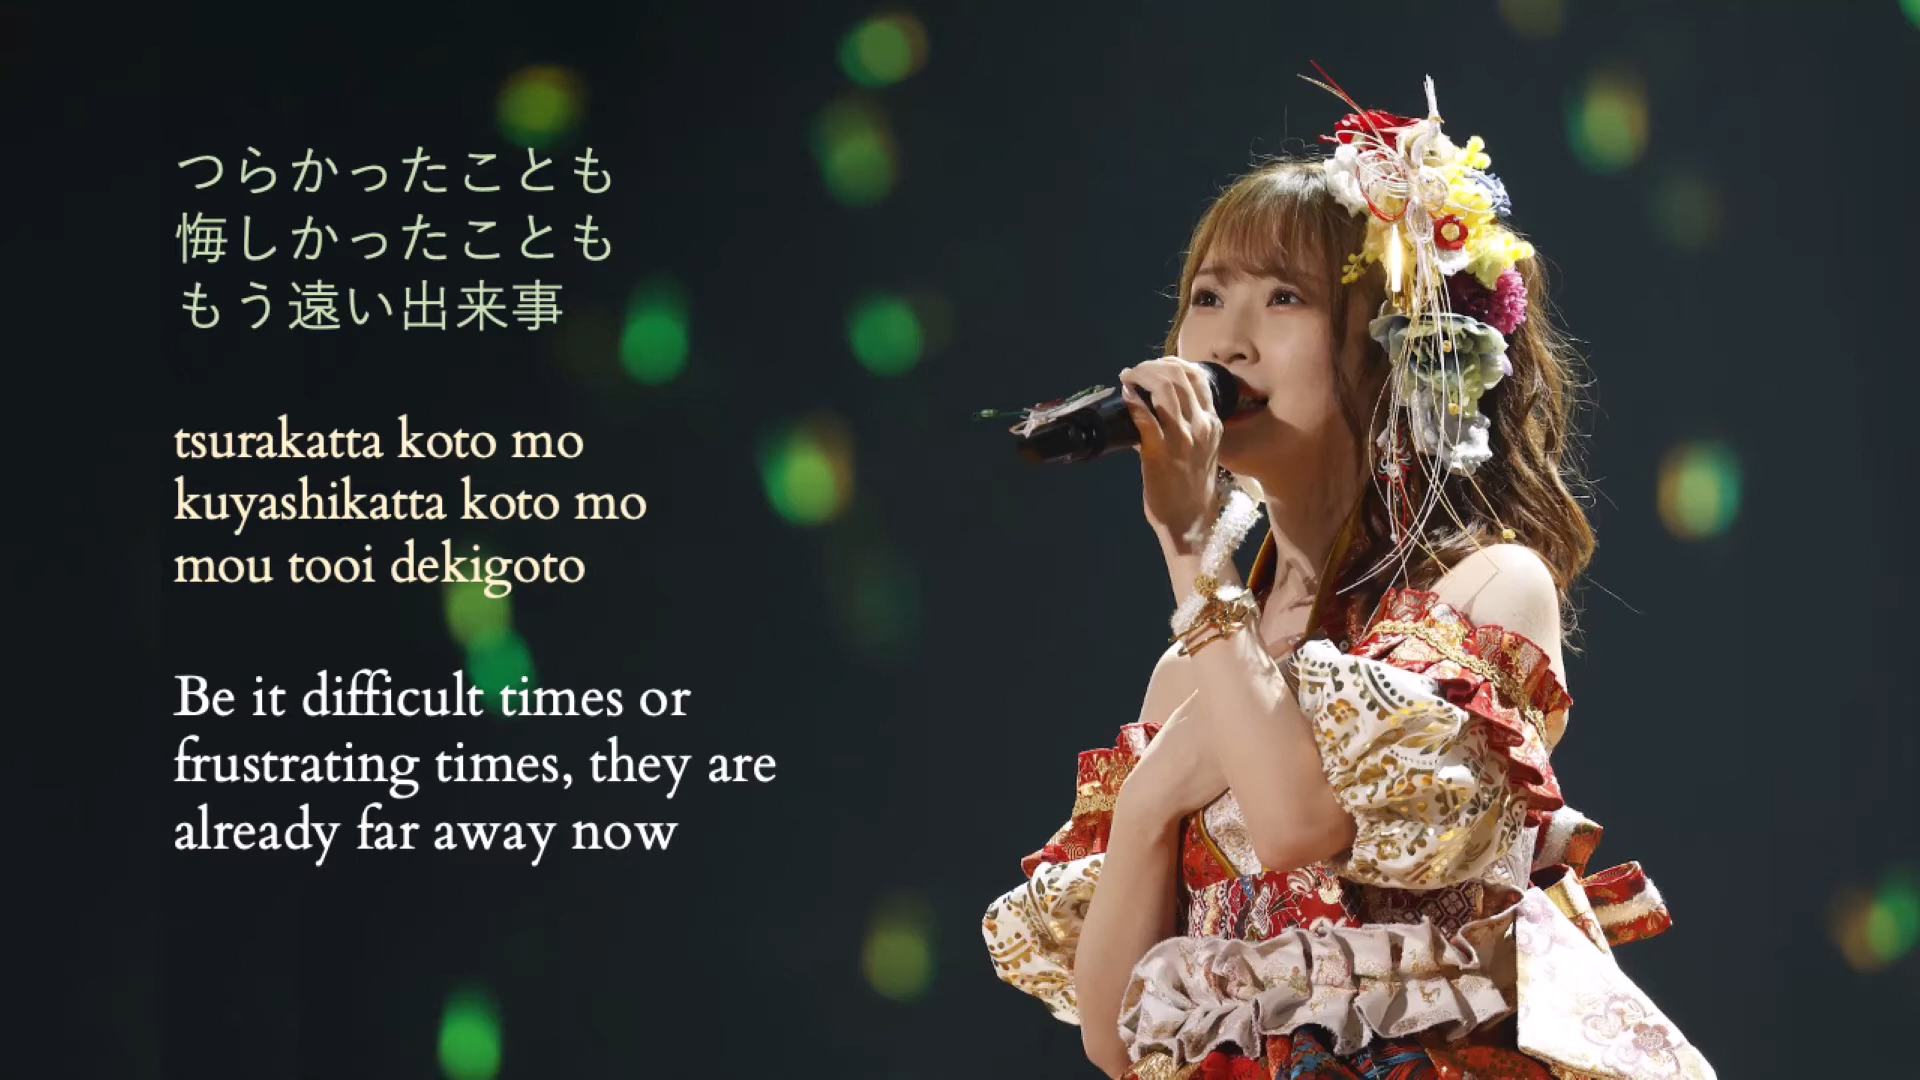 つらかったことも
悔しかったことも
もう遠い出来事
tsurakatta koto mo
kuyashikatta koto mo
mou tooi dekigoto
Be it difficult times or
frustrating times, they are
already far away now